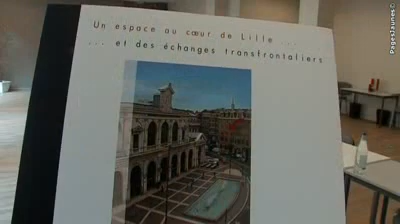 Un espace au cœur de Lille ...
... et des échanges transfrontaliers
PagesJaunes©